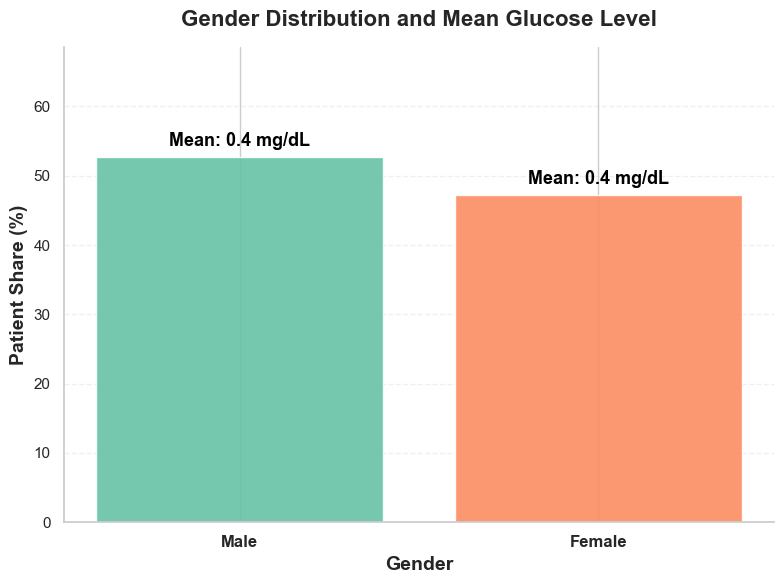 Gender Distribution and Mean Glucose Level
60
50
40
30
20
10
0
Patient Share (%)
Mean: 0.4 mg/dL
Mean: 0.4 mg/dL
Male
Female
Gender